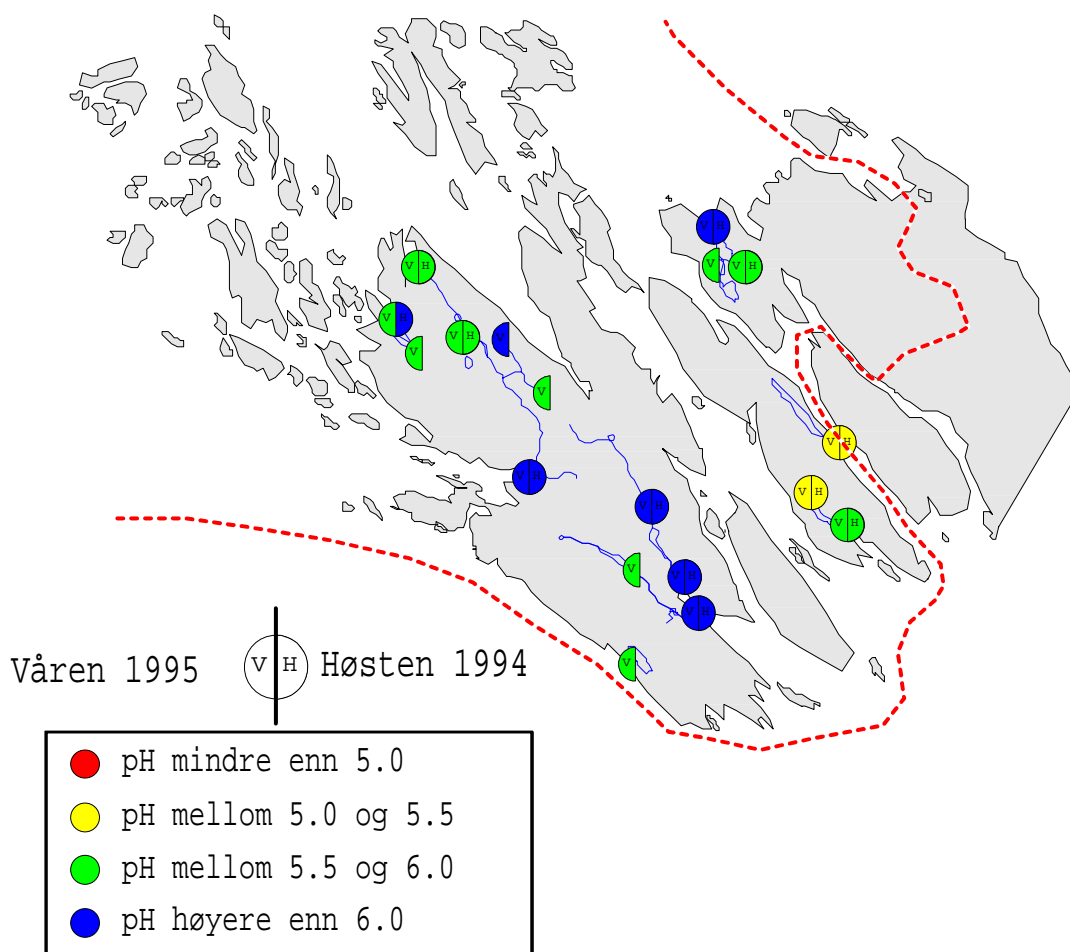 V H
V H
V
V H
V H
V H
V
V
V
V H
V H
V H
V H
V H
V
V H
V H
V
Våren 1995 V H Høsten 1994
pH mindre enn 5.0
pH mellom 5.0 og 5.5
pH mellom 5.5 og 6.0
pH høyere enn 6.0